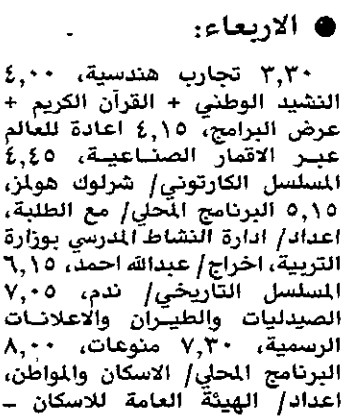 ● الاربعاء:
٣,٣٠ تجارب هندسية، ٤,٠٠
النشيد الوطني + القرآن الكريم +
عرض البرامج، ٤,١٥ اعادة للعالم
عبر الاقمار الصناعية، ٤,٤٥
المسلسل الكارتوني/ شرلوك هولمز،
٥,١٥ البرنامج المحلي/ مع الطلبة،
اعداد/ ادارة النشاط المدرسي بوزارة
التربية، اخراج/ عبدالله احمد، ٦,١٥
المسلسل التاريخي/ ندم، ٧,٠٥
الصيدليات والطيران والاعلانات
الرسمية، ٧,٣٠ منوعات، ٨,٠٠
البرنامج المحلي/ الاسكان والمواطن،
اعداد/ الهيئة العامة للاسكان _